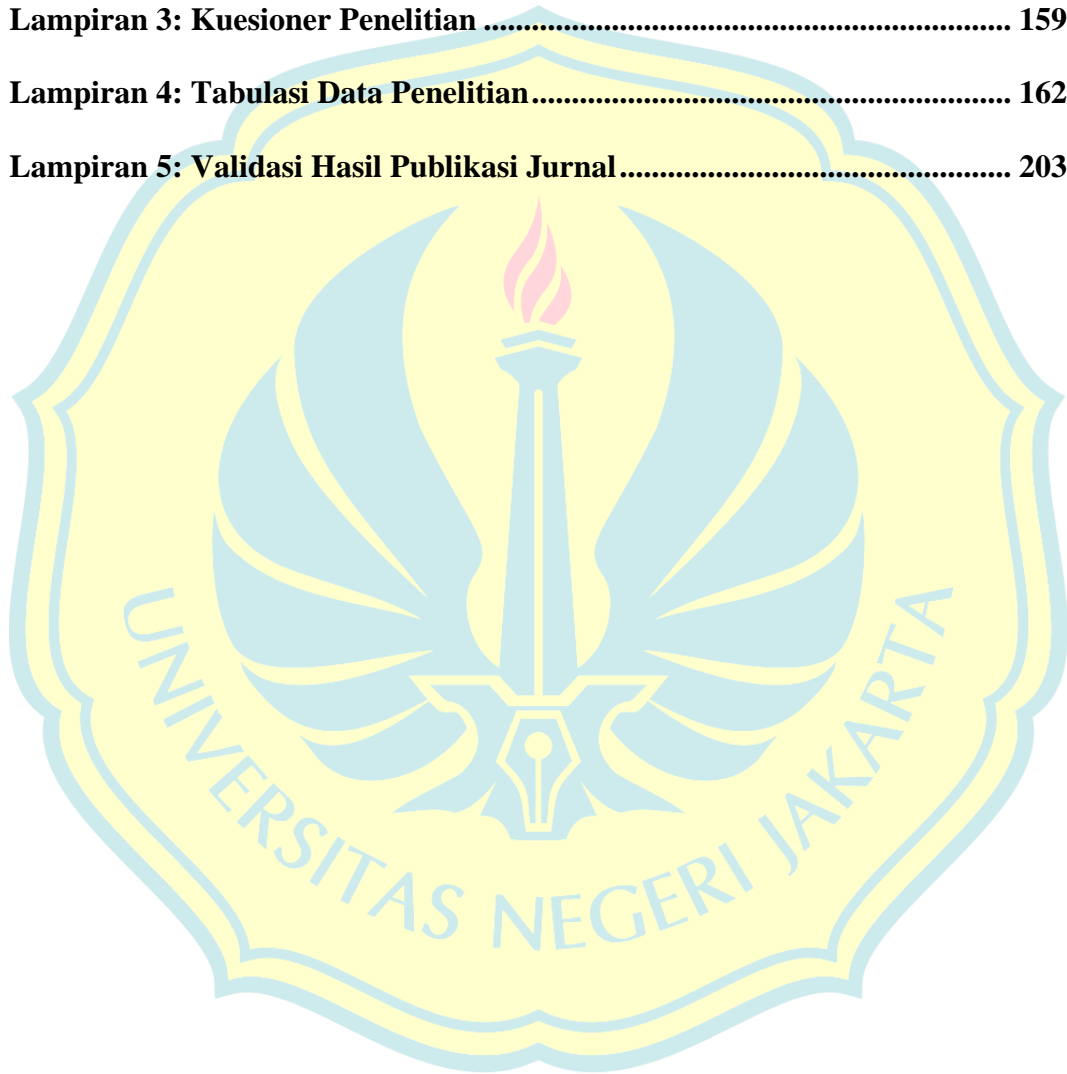 Lampiran 3: Kuesioner Penelitian ........................................................................ 159
Lampiran 4: Tabulasi Data Penelitian ................................................................. 162
Lampiran 5: Validasi Hasil Publikasi Jurnal ..................................................... 203
UNIVERSITAS NEGERI JAKARTA